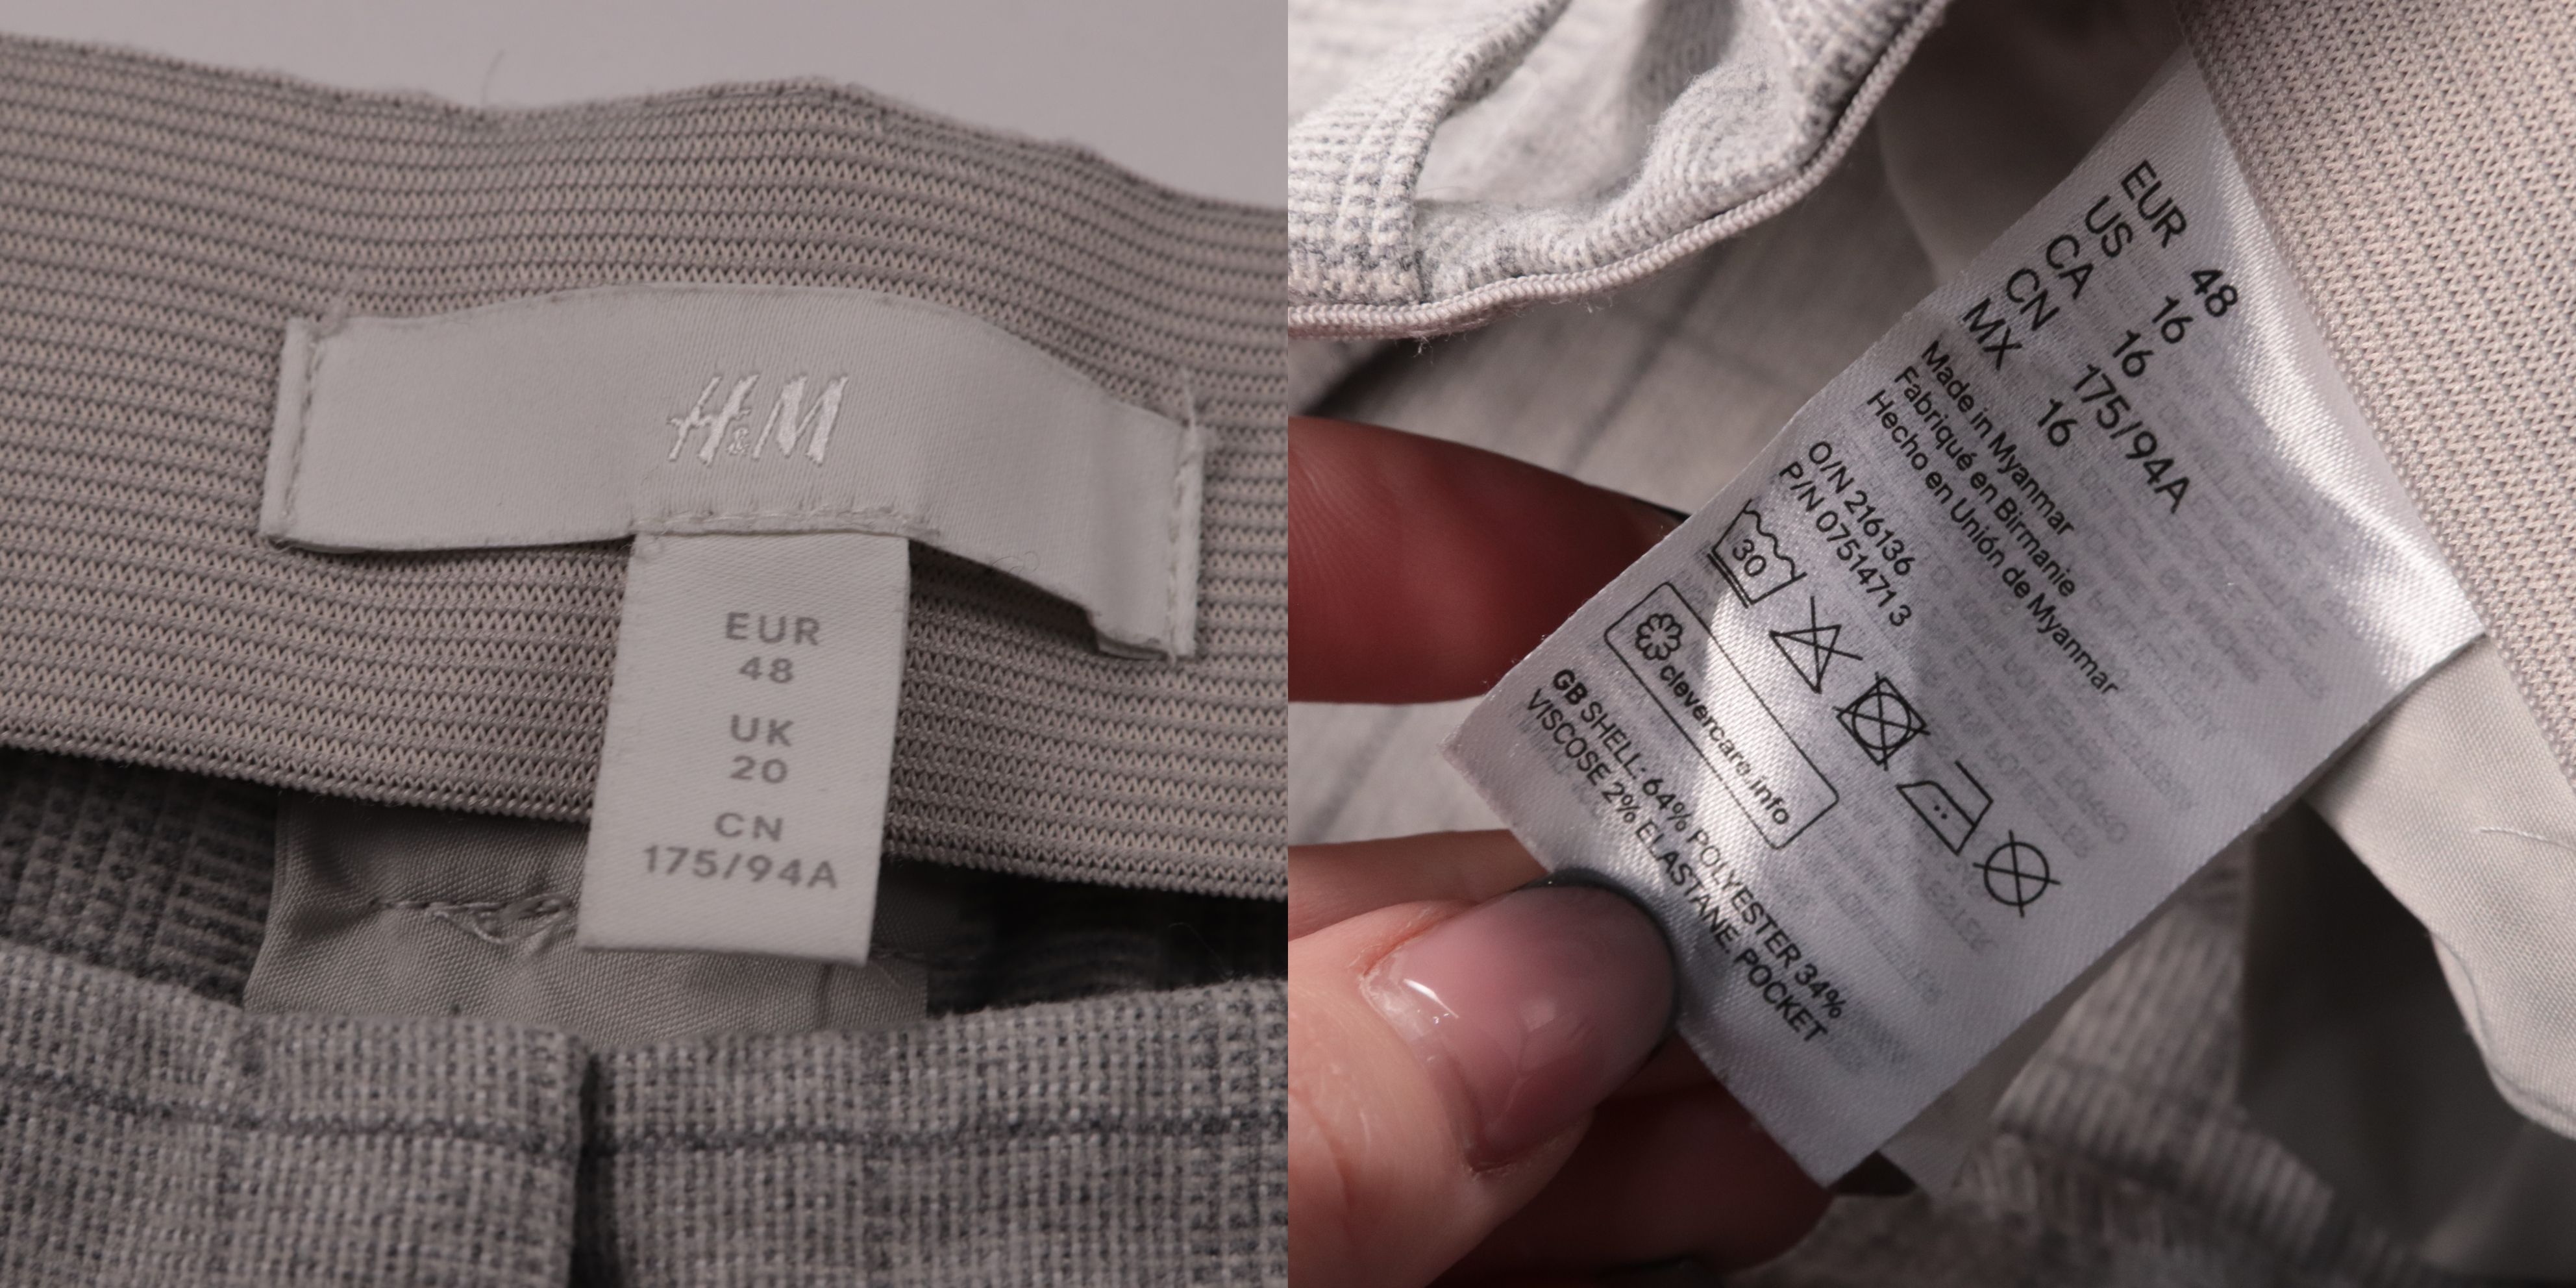 H&M
EUR
48
UK
20
CN
175/94A
EUR 48
US 16
CA 16
CN 175/94A
MX 16
Made in Myanmar
Fabriqué en Birmanie
Hecho en Unión de Myanmar
O/N 216136
P/N 07514713
30
clevercare.info
GB SHELL: 64% POLYESTER 34%
VISCOSE 2% ELASTANE. POCKET